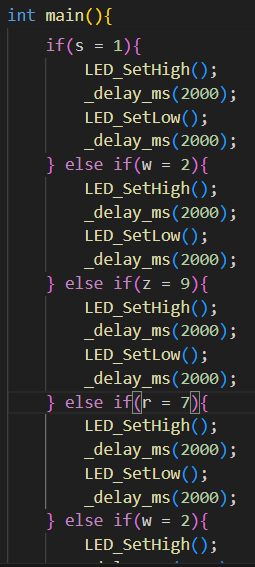 int main(){
if(s = 1){
LED_SetHigh();
_delay_ms(2000);
LED_SetLow();
_delay_ms(2000);
} else if(w = 2){
LED_SetHigh();
_delay_ms(2000);
LED_SetLow();
_delay_ms(2000);
} else if(z = 9){
LED_SetHigh();
_delay_ms(2000);
LED_SetLow();
_delay_ms(2000);
} else if(r = 7){
LED_SetHigh();
_delay_ms(2000);
LED_SetLow();
_delay_ms(2000);
} else if(w = 2){
LED_SetHigh();